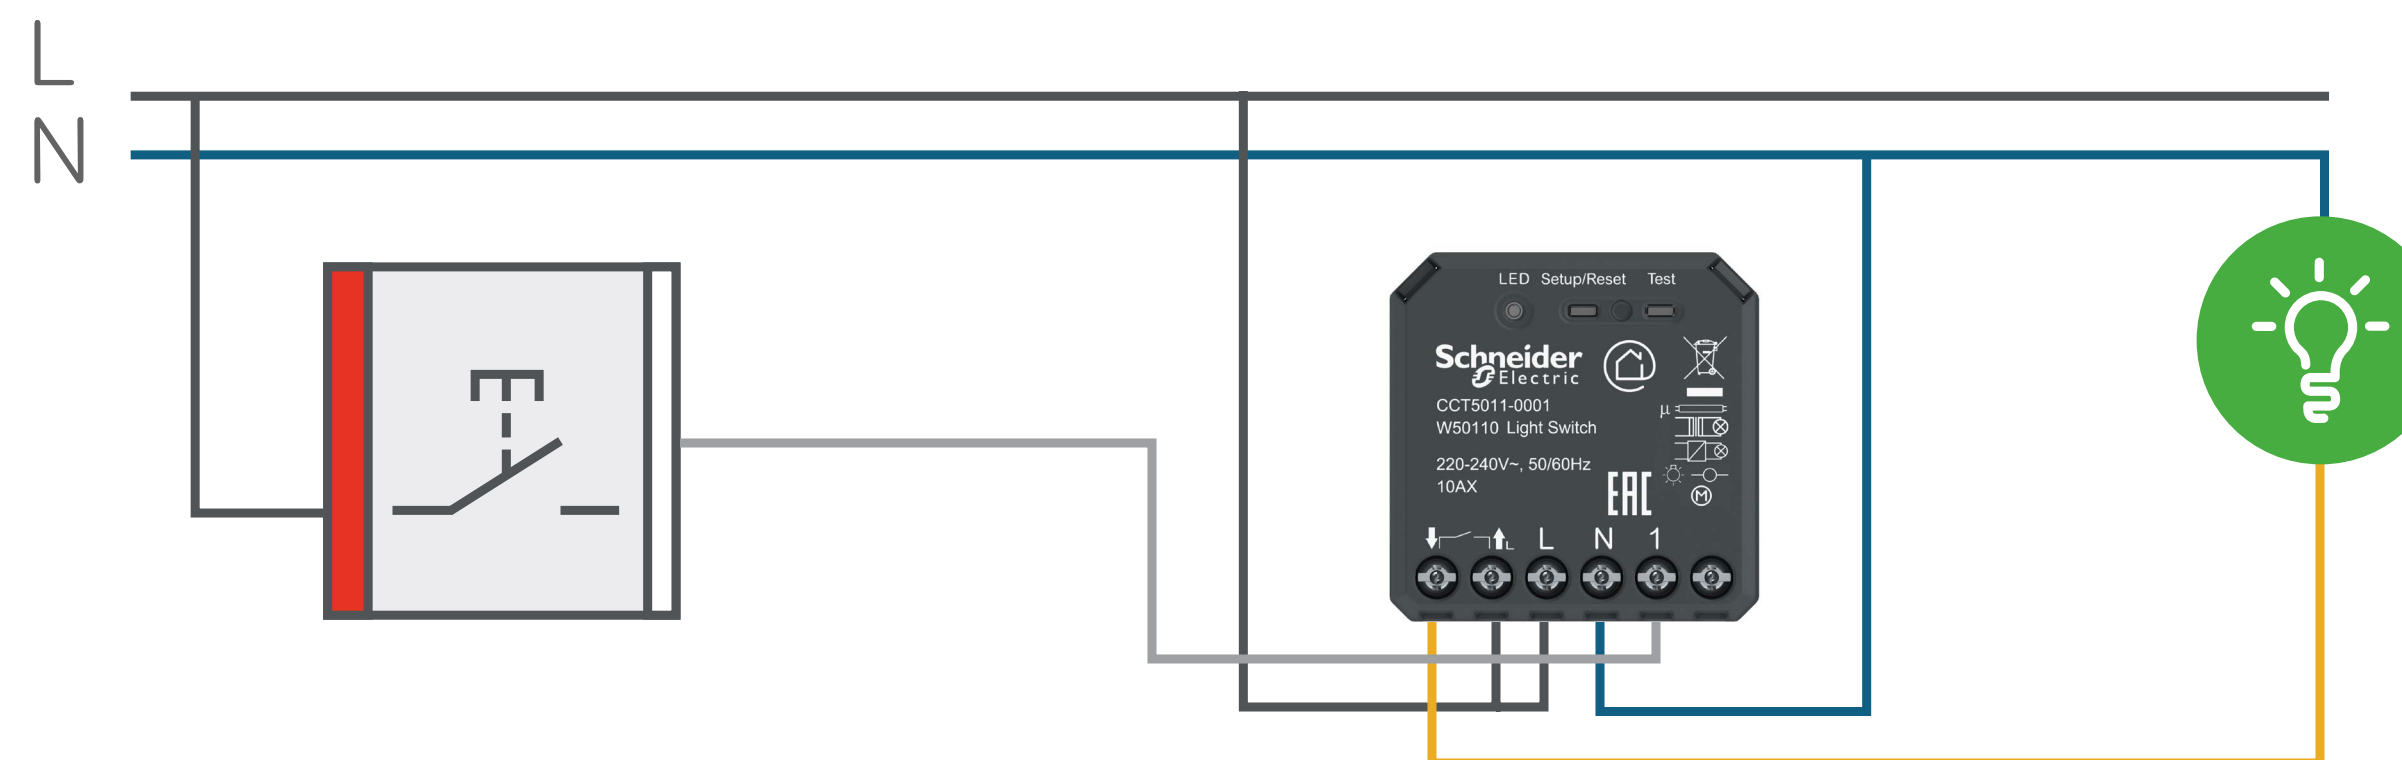 L
N
LED Setup/Reset Test
Schneider
Electric
CCT5011-0001
W50110 Light Switch
μ
220-240V~, 50/60Hz
10AX
EAC
M
L L N 1